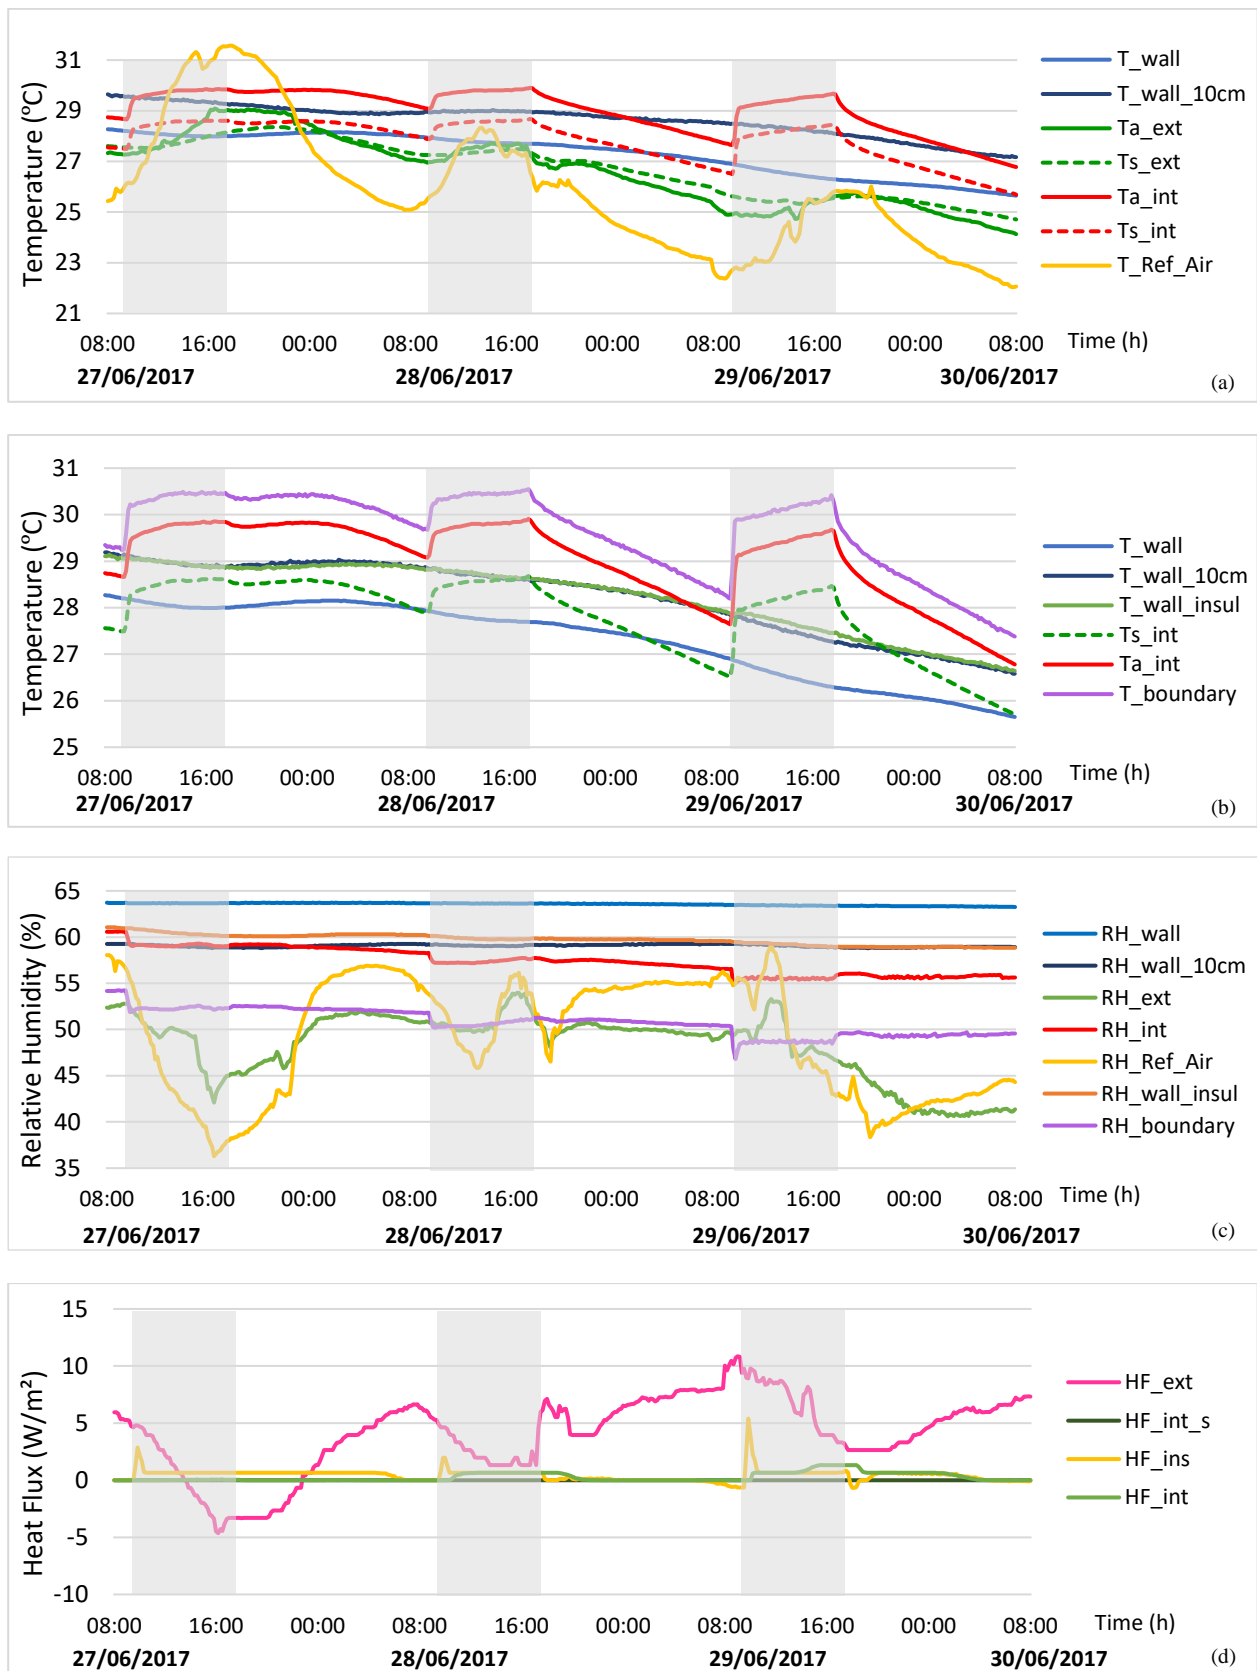 Temperature (ºC)
31
29
27
25
23
21
08:00 16:00 00:00 08:00 16:00 00:00 08:00 16:00 00:00 08:00 Time (h)
27/06/2017 28/06/2017 29/06/2017 30/06/2017
T_wall
T_wall_10cm
Ta_ext
Ts_ext
Ta_int
Ts_int
T_Ref_Air
(a)
Temperature (ºC)
31
30
29
28
27
26
25
08:00 16:00 00:00 08:00 16:00 00:00 08:00 16:00 00:00 08:00 Time (h)
27/06/2017 28/06/2017 29/06/2017 30/06/2017
T_wall
T_wall_10cm
T_wall_insul
Ts_int
Ta_int
T_boundary
(b)
Relative Humidity (%)
65
60
55
50
45
40
35
08:00 16:00 00:00 08:00 16:00 00:00 08:00 16:00 00:00 08:00 Time (h)
27/06/2017 28/06/2017 29/06/2017 30/06/2017
RH_wall
RH_wall_10cm
RH_ext
RH_int
RH_Ref_Air
RH_wall_insul
RH_boundary
(c)
Heat Flux (W/m²)
15
10
5
0
-5
-10
08:00 16:00 00:00 08:00 16:00 00:00 08:00 16:00 00:00 08:00 Time (h)
27/06/2017 28/06/2017 29/06/2017 30/06/2017
HF_ext
HF_int_s
HF_ins
HF_int
(d)